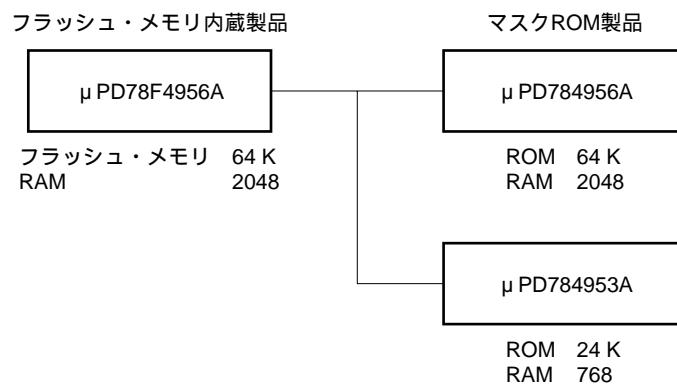 フラッシュ・メモリ内蔵製品
マスクROM製品
μPD78F4956A
μPD784956A
フラッシュ・メモリ 64 K
RAM 2048
ROM 64 K
RAM 2048
μPD784953A
ROM 24 K
RAM 768